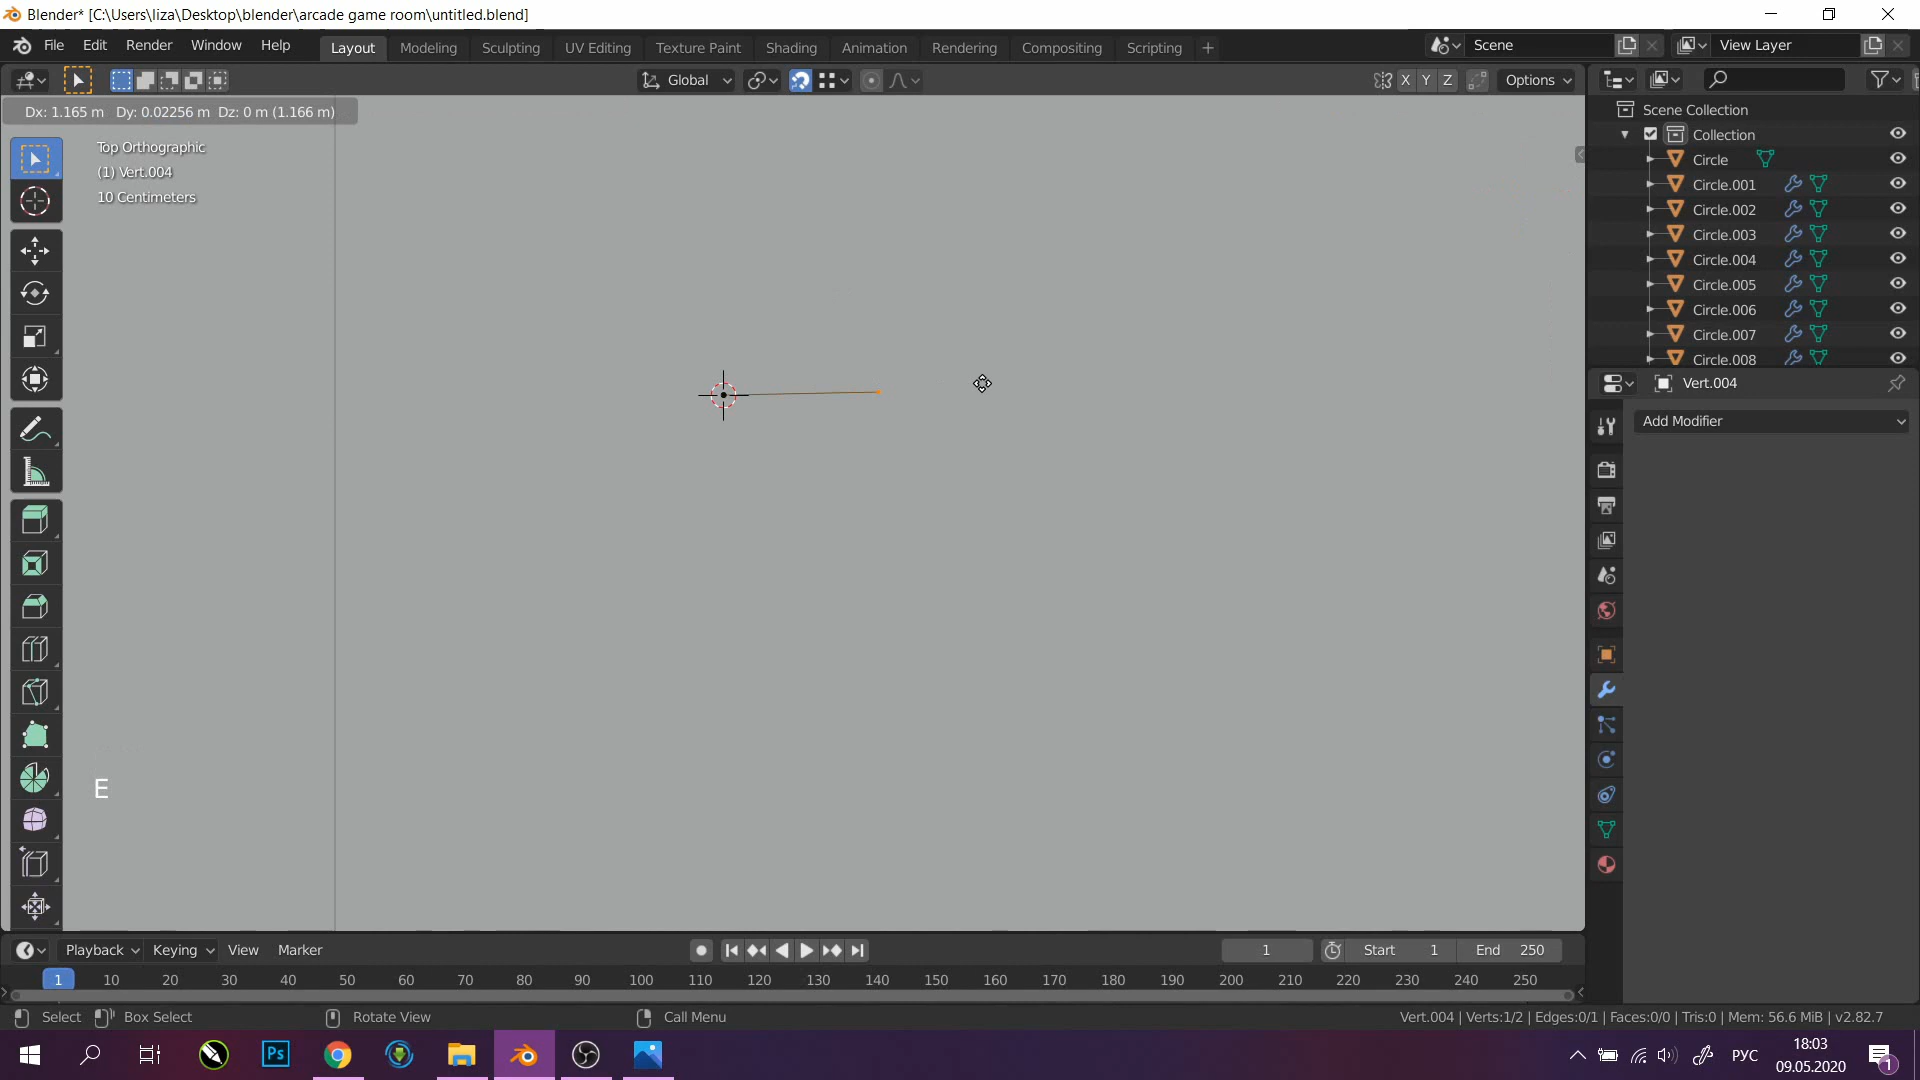 Blender* [C:\Users\liza\Desktop\blender\arcade game room\untitled.blend]
File Edit Render Window Help Layout Modeling Sculpting UV Editing Texture Paint Shading Animation Rendering Compositing Scripting + Scene View Layer
Global X Y Z Options
Dx: 1.165 m Dy: 0.02256 m Dz: 0 m (1.166 m)
Top Orthographic
(1) Vert.004
10 Centimeters
Scene Collection
Collection
Circle
Circle.001
Circle.002
Circle.003
Circle.004
Circle.005
Circle.006
Circle.007
Circle.008
Vert.004
Add Modifier
E
Playback Keying View Marker 1 Start 1 End 250
1 10 20 30 40 50 60 70 80 90 100 110 120 130 140 150 160 170 180 190 200 210 220 230 240 250
Select Box Select Rotate View Call Menu Vert.004 | Verts:1/2 | Edges:0/1 | Faces:0/0 | Tris:0 | Mem: 56.6 MiB | v2.82.7
Ps РУС 18:03
09.05.2020 1